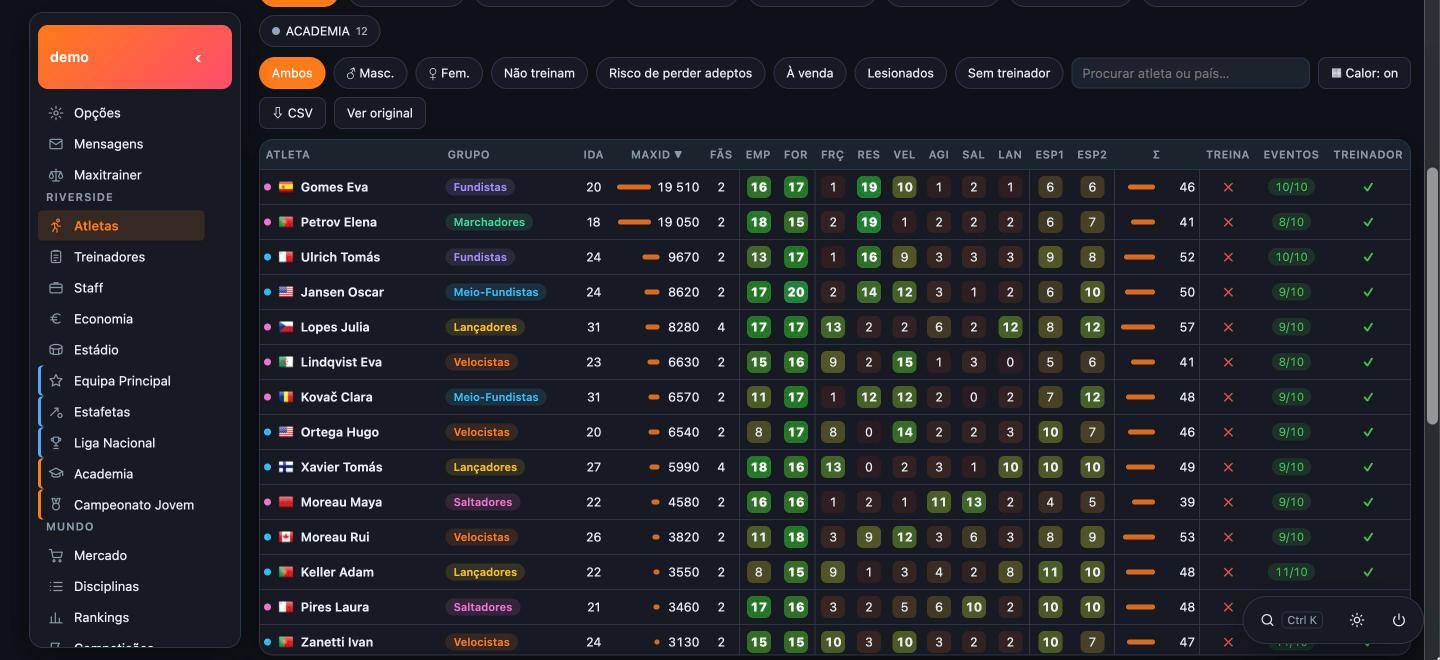 demo
Opções
Mensagens
Maxitrainer
RIVERSIDE
Atletas
Treinadores
Staff
Economia
Estádio
Equipa Principal
Estafetas
Liga Nacional
Academia
Campeonato Jovem
MUNDO
Mercado
Disciplinas
Rankings
ACADEMIA 12
Ambos ♂ Masc. ♀ Fem. Não treinam Risco de perder adeptos À venda Lesionados Sem treinador Procurar atleta ou país... Calor: on
⇩ CSV Ver original
ATLETA GRUPO IDA MAXID ▼ FÃS EMP FOR FRÇ RES VEL AGI SAL LAN ESP1 ESP2 Σ TREINA EVENTOS TREINADOR
Gomes Eva Fundistas 20 19 510 2 16 17 1 19 10 1 2 1 6 6 46 ✕ 10/10 ✓
Petrov Elena Marchadores 18 19 050 2 18 15 2 19 1 2 2 2 6 7 41 ✕ 8/10 ✓
Ulrich Tomás Fundistas 24 9670 2 13 17 1 16 9 3 3 3 9 8 52 ✕ 10/10 ✓
Jansen Oscar Meio-Fundistas 24 8620 2 17 20 2 14 12 3 1 2 6 10 50 ✕ 9/10 ✓
Lopes Julia Lançadores 31 8280 4 17 17 13 2 2 6 2 12 8 12 57 ✕ 9/10 ✓
Lindqvist Eva Velocistas 23 6630 2 15 16 9 2 15 1 3 0 5 6 41 ✕ 8/10 ✓
Kovač Clara Meio-Fundistas 31 6570 2 11 17 1 12 12 2 0 2 7 12 48 ✕ 9/10 ✓
Ortega Hugo Velocistas 20 6540 2 8 17 8 0 14 2 2 3 10 7 46 ✕ 9/10 ✓
Xavier Tomás Lançadores 27 5990 4 18 16 13 0 2 3 1 10 10 10 49 ✕ 9/10 ✓
Moreau Maya Saltadores 22 4580 2 16 16 1 2 1 11 13 2 4 5 39 ✕ 9/10 ✓
Moreau Rui Velocistas 26 3820 2 11 18 3 9 12 3 6 3 8 9 53 ✕ 9/10 ✓
Keller Adam Lançadores 22 3550 2 8 15 9 1 3 4 2 8 11 10 48 ✕ 11/10 ✓
Pires Laura Saltadores 21 3460 2 17 16 3 2 5 6 10 2 10 10 48 ✕
Zanetti Ivan Velocistas 24 3130 2 15 15 10 3 10 3 2 2 10 7 47 ✕
Ctrl K